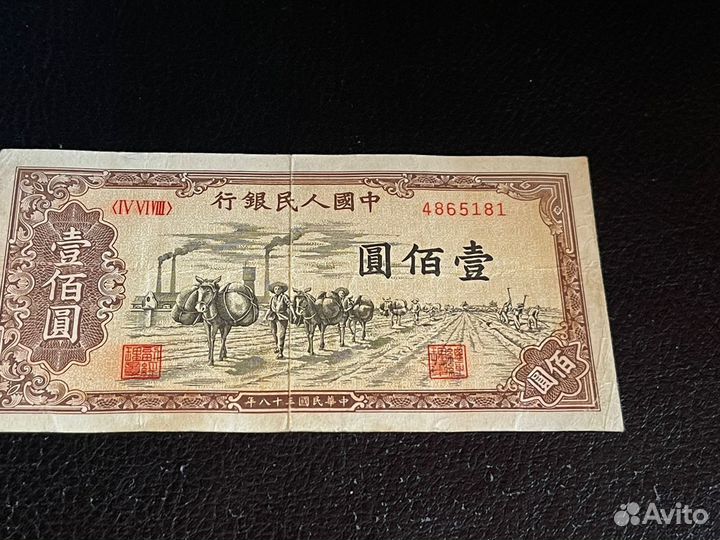 中國人民銀行
〈IV VI VIII〉
4865181
壹佰圓
壹佰圓
佰圓
中華民國三十八年
Avito